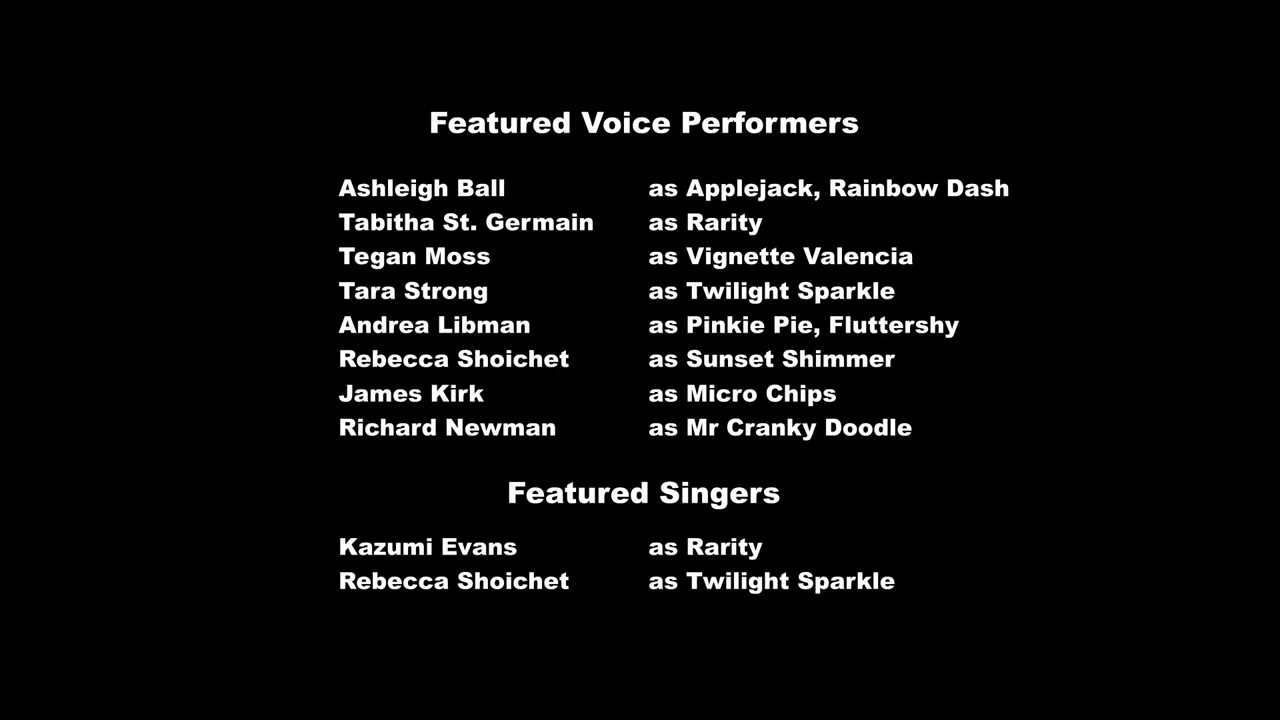 Featured Voice Performers
Ashleigh Ball as Applejack, Rainbow Dash
Tabitha St. Germain as Rarity
Tegan Moss as Vignette Valencia
Tara Strong as Twilight Sparkle
Andrea Libman as Pinkie Pie, Fluttershy
Rebecca Shoichet as Sunset Shimmer
James Kirk as Micro Chips
Richard Newman as Mr Cranky Doodle
Featured Singers
Kazumi Evans as Rarity
Rebecca Shoichet as Twilight Sparkle